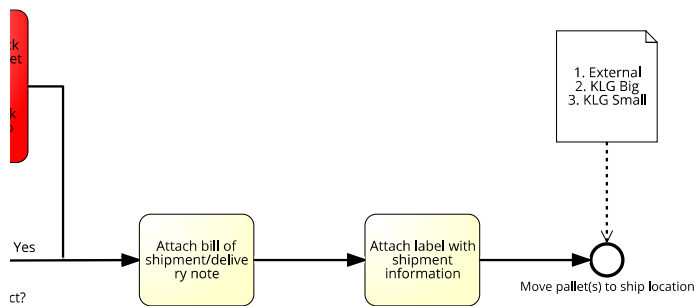 1. External
2. KLG Big
3. KLG Small
Yes
Attach bill of
shipment/delive
ry note
Attach label with
shipment
information
Move pallet(s) to ship location
ct?